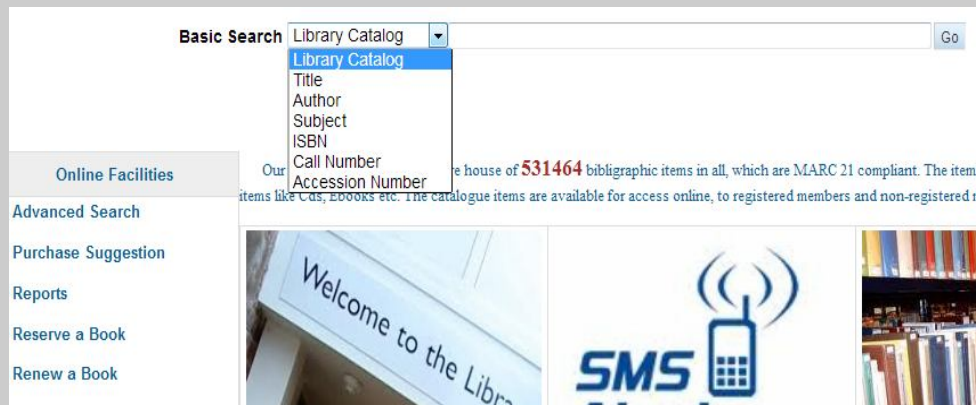 Basic Search Library Catalog Go
Library Catalog
Title
Author
Subject
ISBN
Call Number
Accession Number
Online Facilities
Advanced Search
Purchase Suggestion
Reports
Reserve a Book
Renew a Book
Our re house of 531464 bibligraphic items in all, which are MARC 21 compliant. The item
items like Cds, Ebooks etc. The catalogue items are available for access online, to registered members and non-registered
Welcome to the Libr
SMS